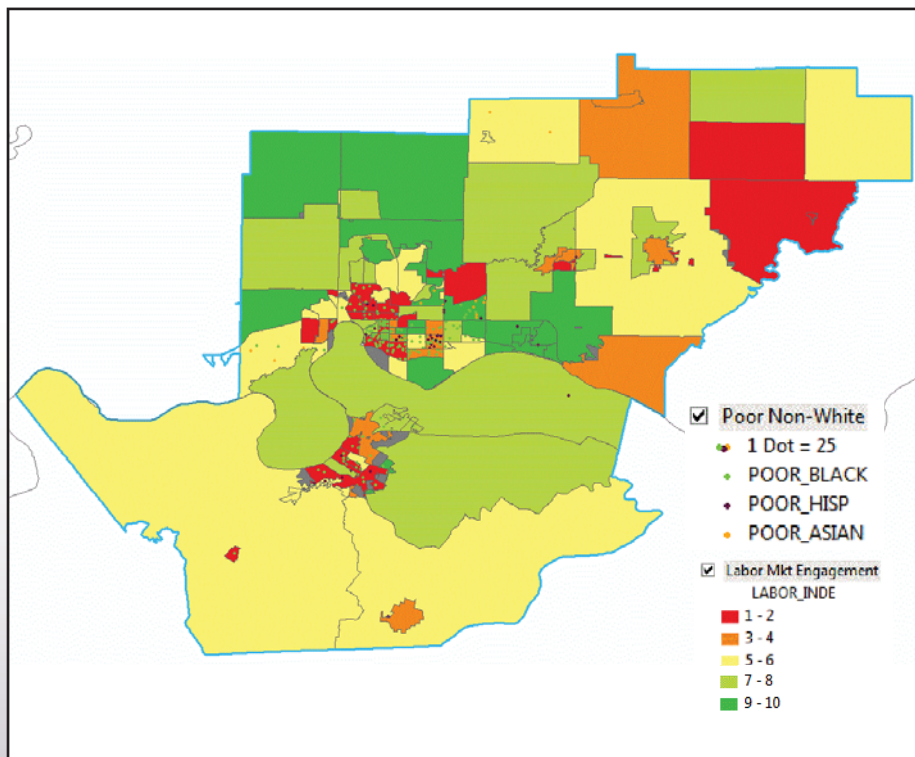 Poor Non-White
1 Dot = 25
POOR_BLACK
POOR_HISP
POOR_ASIAN
Labor Mkt Engagement
LABOR_INDE
1 - 2
3 - 4
5 - 6
7 - 8
9 - 10